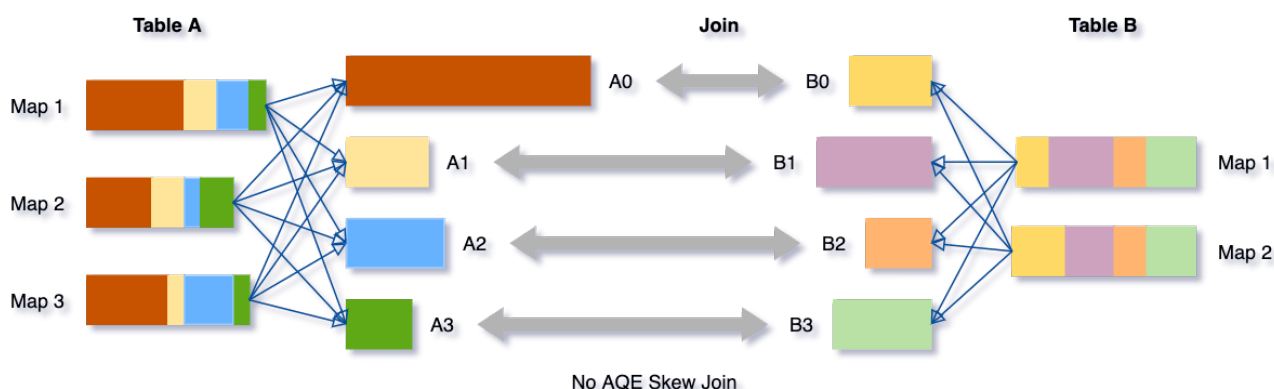 Table A
Join
Table B
Map 1
A0
B0
A1
B1
Map 1
Map 2
A2
B2
Map 2
Map 3
A3
B3
No AQE Skew Join